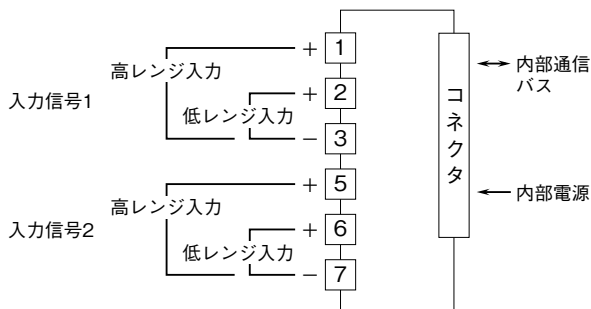 + 1
高レンジ入力
入力信号1
+ 2
低レンジ入力
− 3
+ 5
高レンジ入力
入力信号2
+ 6
低レンジ入力
− 7
コネクタ
内部通信
バス
内部電源